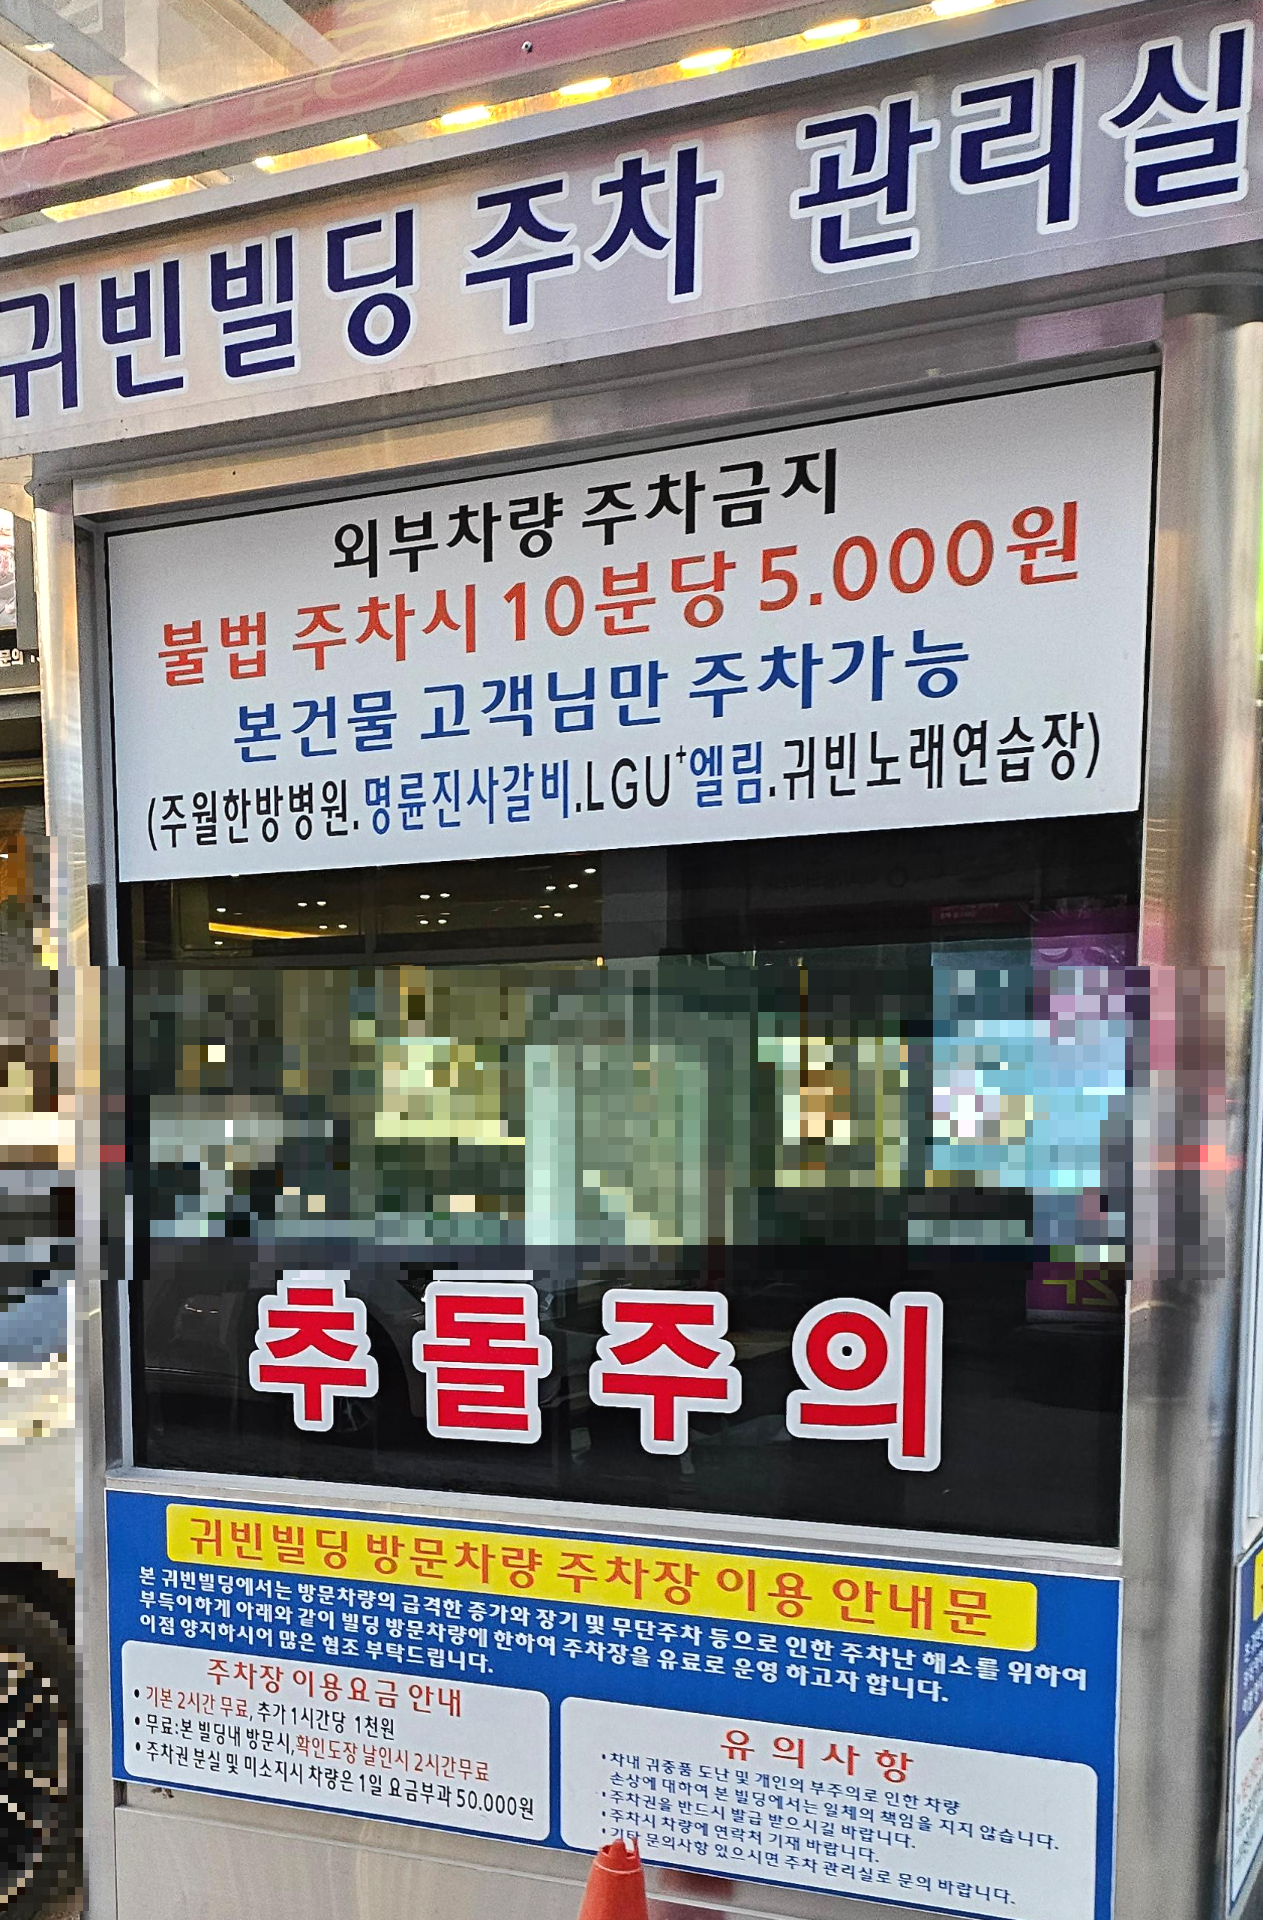 귀빈빌딩 주차 관리실
외부차량 주차금지
불법 주차시 10분당 5.000원
본건물 고객님만 주차가능
(주월한방병원.명륜진사갈비.LGU+엘림.귀빈노래연습장)
추돌주의
귀빈빌딩 방문차량 주차장 이용 안내문
본 귀빈빌딩에서는 방문차량의 급격한 증가와 장기 및 무단주차 등으로 인한 주차난 해소를 위하여
부득이하게 아래와 같이 빌딩 방문차량에 한하여 주차장을 유료로 운영 하고자 합니다.
이점 양지하시어 많은 협조 부탁드립니다.
주차장 이용요금 안내
• 기본 2시간 무료, 추가 1시간당 1천원
• 무료:본 빌딩내 방문시,확인도장 날인시 2시간무료
• 주차권 분실 및 미소지시 차량은 1일 요금부과 50.000원
유 의 사 항
• 차내 귀중품 도난 및 개인의 부주의로 인한 차량
손상에 대하여 본 빌딩에서는 일체의 책임을 지지 않습니다.
• 주차권을 반드시 발급 받으시길 바랍니다.
• 주차시 차량에 연락처 기재 바랍니다.
• 기타 문의사항 있으시면 주차 관리실로 문의 바랍니다.